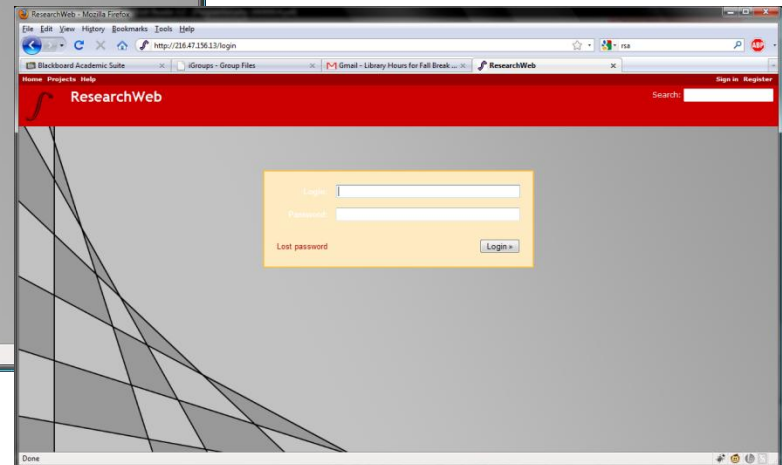 ResearchWeb - Mozilla Firefox
File Edit View History Bookmarks Tools Help
http://216.47.156.13/login
rsa
ABP
Blackboard Academic Suite
iGroups - Group Files
Gmail - Library Hours for Fall Break ...
ResearchWeb
Home Projects Help
Sign in Register
ResearchWeb
Search:
Login:
Password:
Lost password
Login »
Done